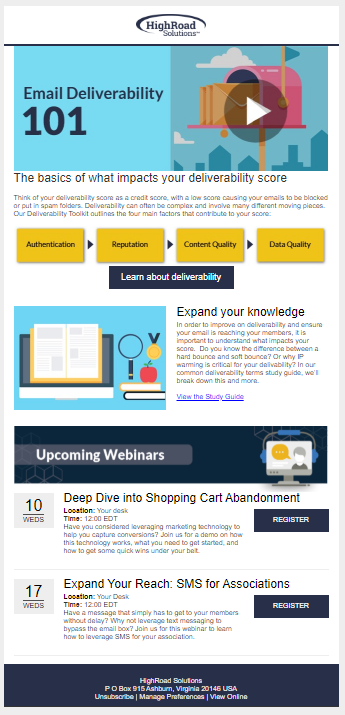 HighRoad
Solutions™
Email Deliverability
101
The basics of what impacts your deliverability score
Think of your deliverability score as a credit score, with a low score causing your emails to be blocked
or put in spam folders. Deliverability can often be complex and involve many different moving pieces.
Our Deliverability Toolkit outlines the four main factors that contribute to your score:
Authentication
Reputation
Content Quality
Data Quality
Learn about deliverability
Expand your knowledge
In order to improve on deliverability and ensure
your email is reaching your members, it is
important to understand what impacts your
score. Do you know the difference between a
hard bounce and soft bounce? Or why IP
warming is critical for your delivability? In our
common deliverability terms study guide, we'll
break down this and more.
View the Study Guide
Upcoming Webinars
10
WEDS
Deep Dive into Shopping Cart Abandonment
Location: Your desk
Time: 12:00 EDT
Have you considered leveraging marketing technology to
help you capture conversions? Join us for a demo on how
this technology works, what you need to get started, and
how to get some quick wins under your belt.
REGISTER
17
WEDS
Expand Your Reach: SMS for Associations
Location: Your Desk
Time: 12:00 EDT
Have a message that simply has to get to your members
without delay? Why not leverage text messaging to
bypass the email box? Join us for this webinar to learn
how to leverage SMS for your association.
REGISTER
HighRoad Solutions
P O Box 915 Ashburn, Virginia 20146 USA
Unsubscribe | Manage Preferences | View Online